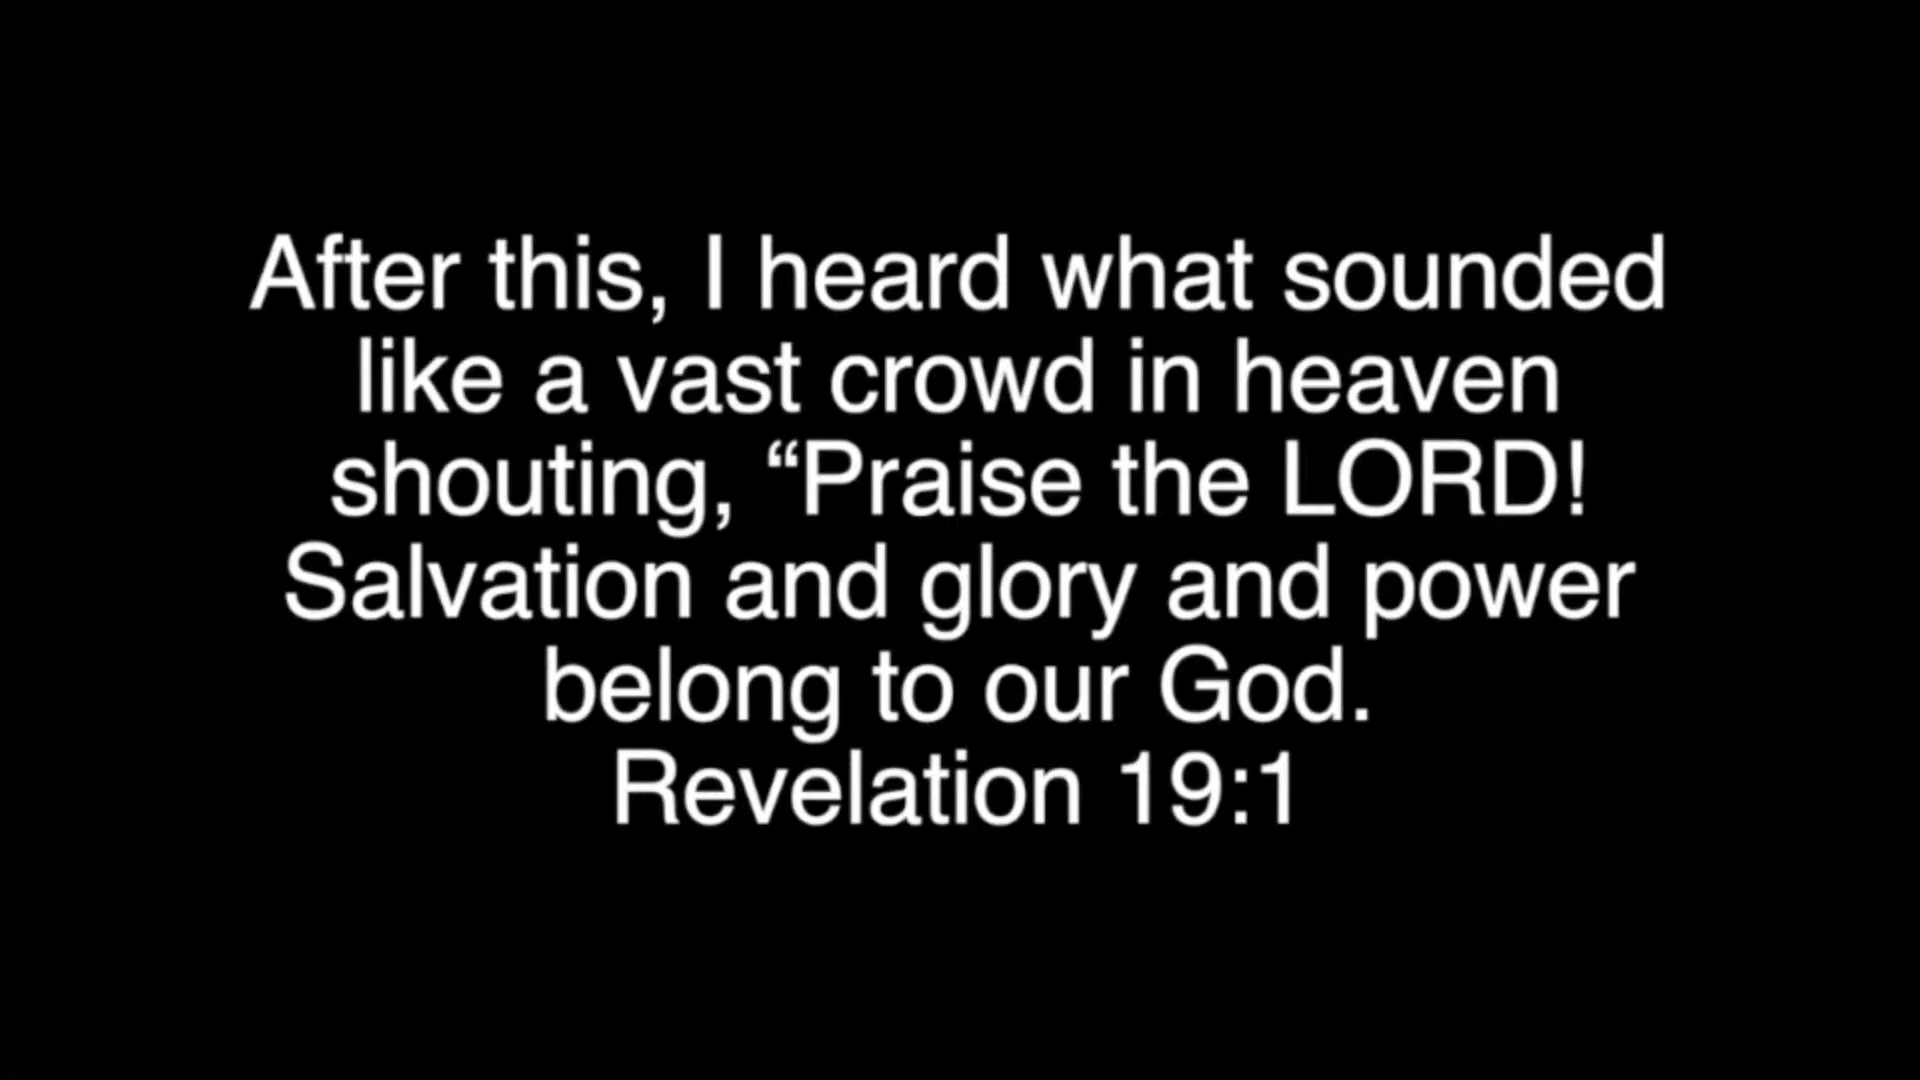 After this, I heard what sounded
like a vast crowd in heaven
shouting, “Praise the LORD!
Salvation and glory and power
belong to our God.
Revelation 19:1